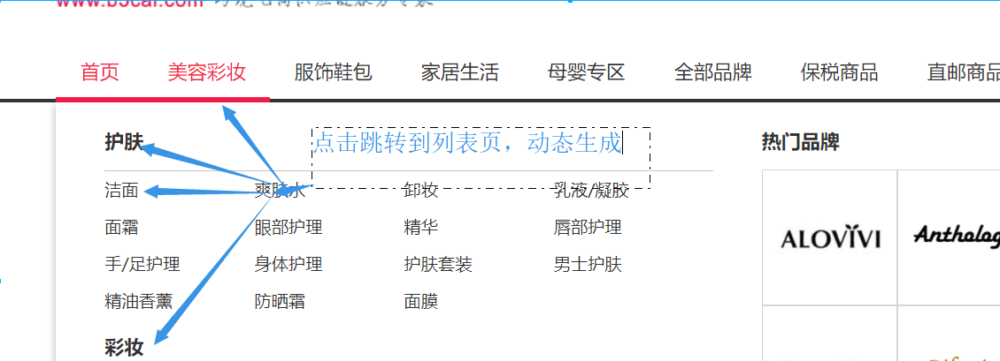 首页 美容彩妆 服饰鞋包 家居生活 母婴专区 全部品牌 保税商品 直邮商品
护肤 点击跳转到列表页，动态生成 热门品牌
洁面 爽肤水 卸妆 乳液/凝胶
面霜 眼部护理 精华 唇部护理
ALOVIVI Antholog
手/足护理 身体护理 护肤套装 男士护肤
精油香薰 防晒霜 面膜
彩妆